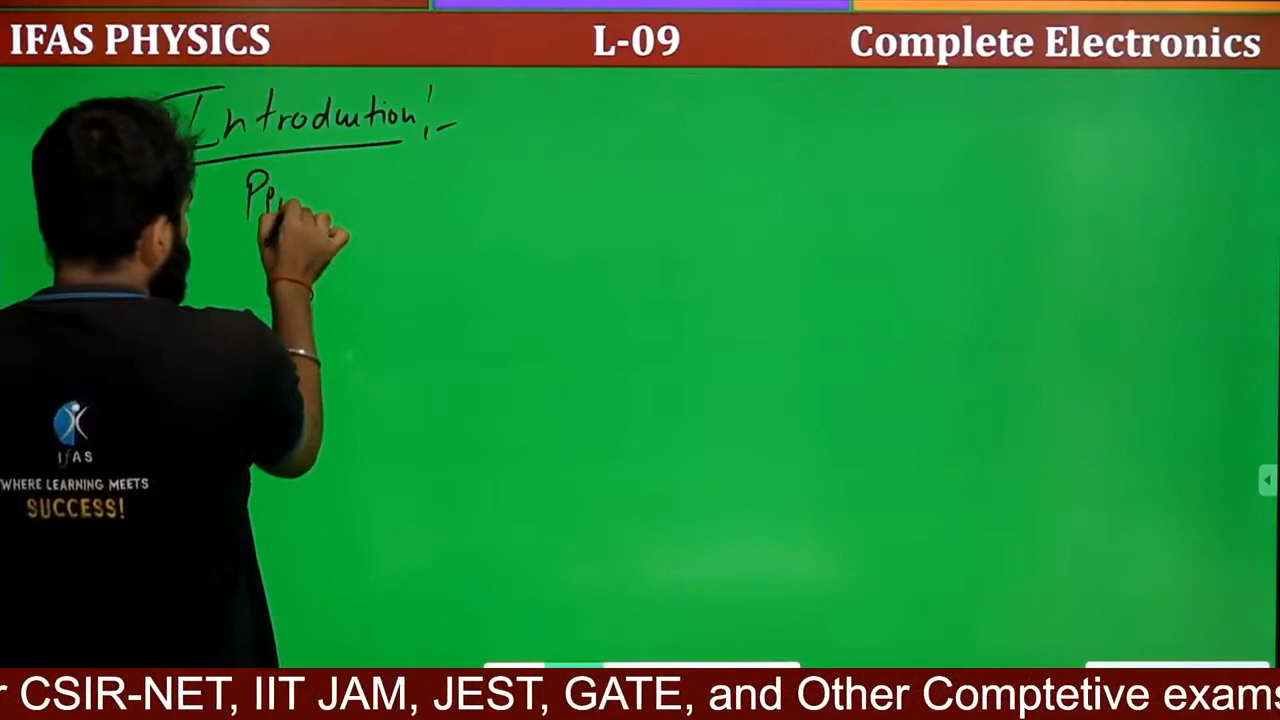 IFAS PHYSICS L-09 Complete Electronics
Introduction:-
IfAS
WHERE LEARNING MEETS
SUCCESS!
CSIR-NET, IIT JAM, JEST, GATE, and Other Comptetive exams